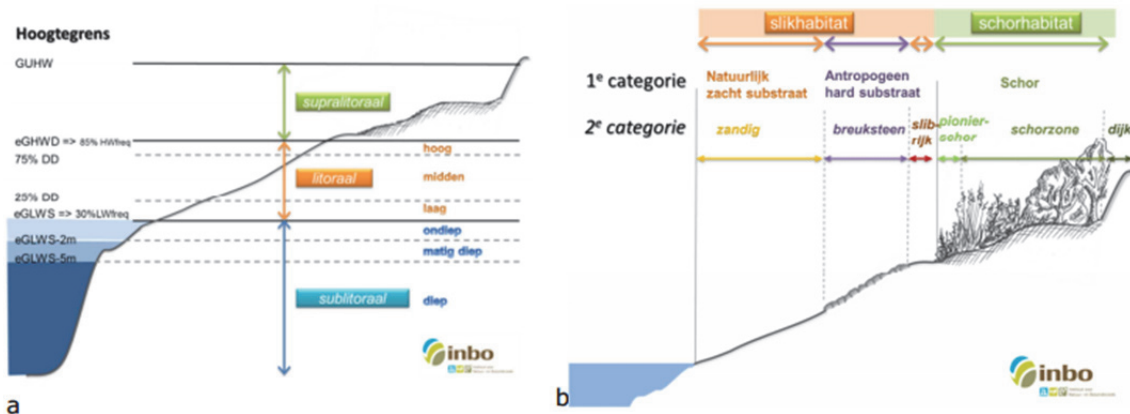 Hoogtegrens
GUHW
supralitoraal
eGHWD => 85% HWfreq
75% DD
hoog
litoraal
midden
25% DD
laag
eGLWS => 30%LWfreq
ondiep
eGLWS-2m
matig diep
eGLWS-5m
sublitoraal
diep
inbo
a
slikhabitat
schorhabitat
1e categorie
Natuurlijk
zacht substraat
Antropogeen
hard substraat
Schor
2e categorie
zandig
breuksteen
slib-
rijk
pionier-
schor
schorzone
dijk
inbo
b